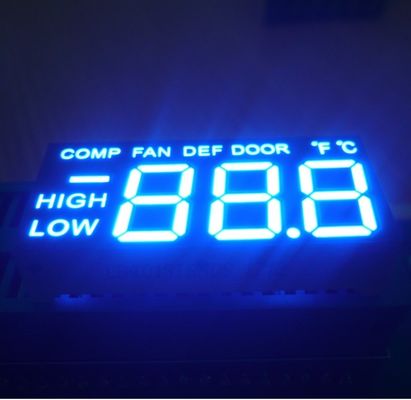 COMP FAN DEF DOOR °F °C
HIGH
LOW
-88.8